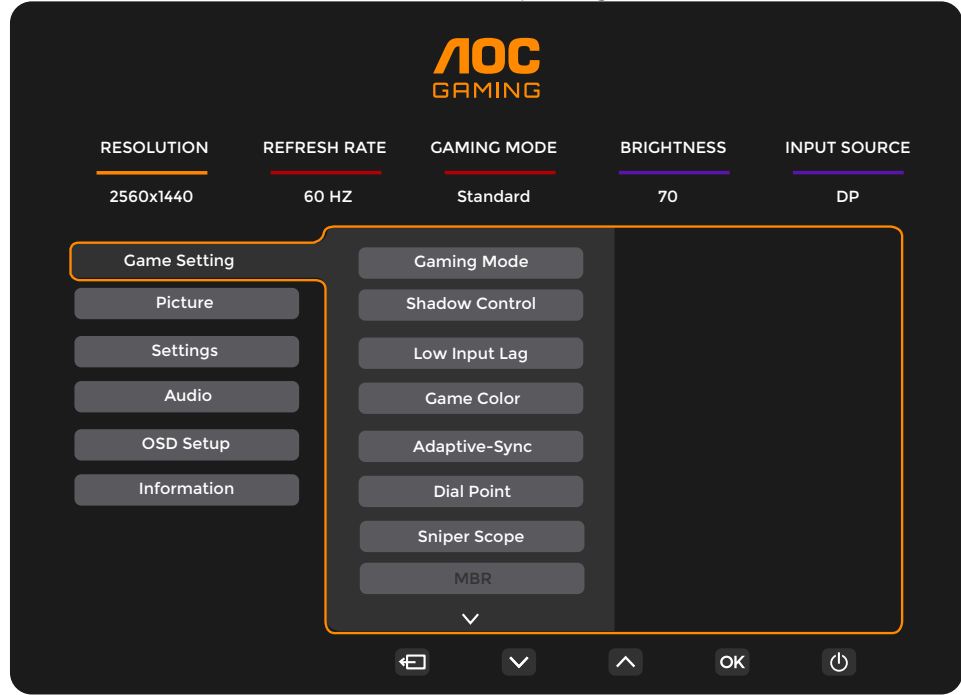 AOC
GAMING
RESOLUTION REFRESH RATE GAMING MODE BRIGHTNESS INPUT SOURCE
2560x1440 60 HZ Standard 70 DP
Game Setting Gaming Mode
Picture Shadow Control
Settings Low Input Lag
Audio Game Color
OSD Setup Adaptive-Sync
Information Dial Point
Sniper Scope
MBR
OK